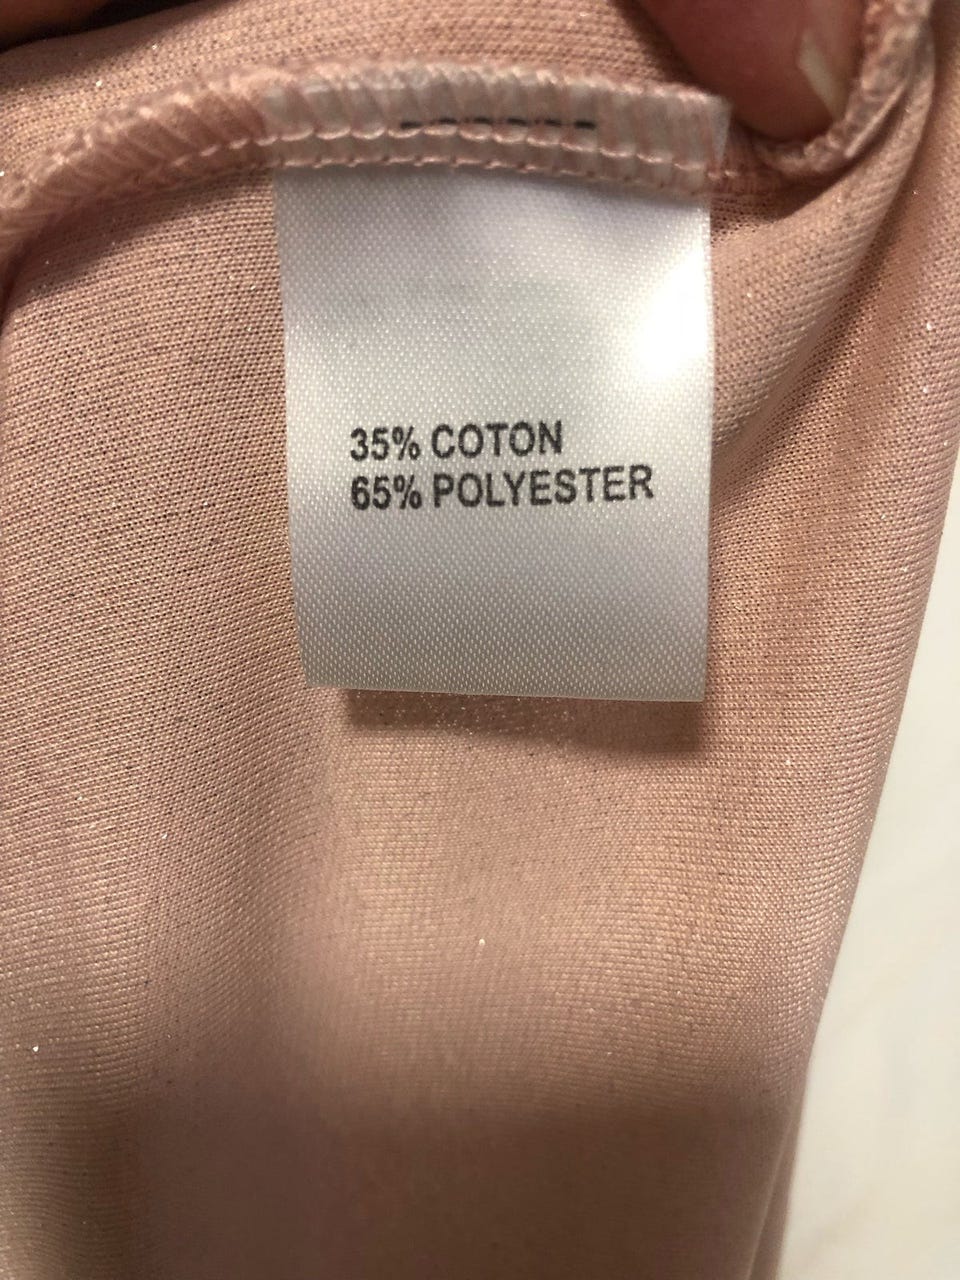 35% COTON
65% POLYESTER